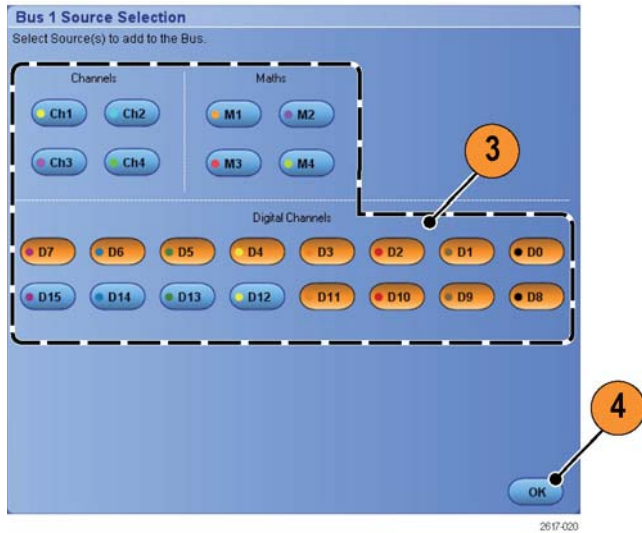 Bus 1 Source Selection
Select Source(s) to add to the Bus.
Channels Maths
Ch1 Ch2 M1 M2
3
Ch3 Ch4 M3 M4
Digital Channels
D7 D6 D5 D4 D3 D2 D1 D0
D15 D14 D13 D12 D11 D10 D9 D8
4
OK
2617-020